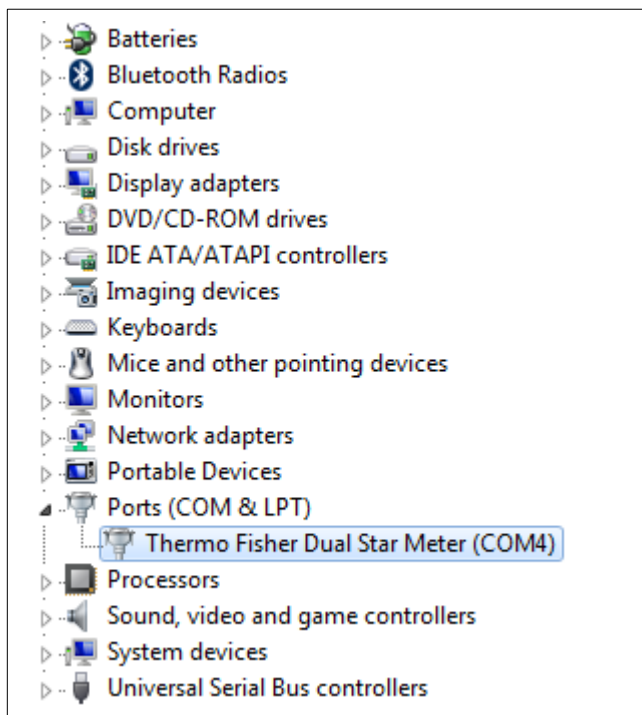 Batteries
Bluetooth Radios
Computer
Disk drives
Display adapters
DVD/CD-ROM drives
IDE ATA/ATAPI controllers
Imaging devices
Keyboards
Mice and other pointing devices
Monitors
Network adapters
Portable Devices
Ports (COM & LPT)
Thermo Fisher Dual Star Meter (COM4)
Processors
Sound, video and game controllers
System devices
Universal Serial Bus controllers